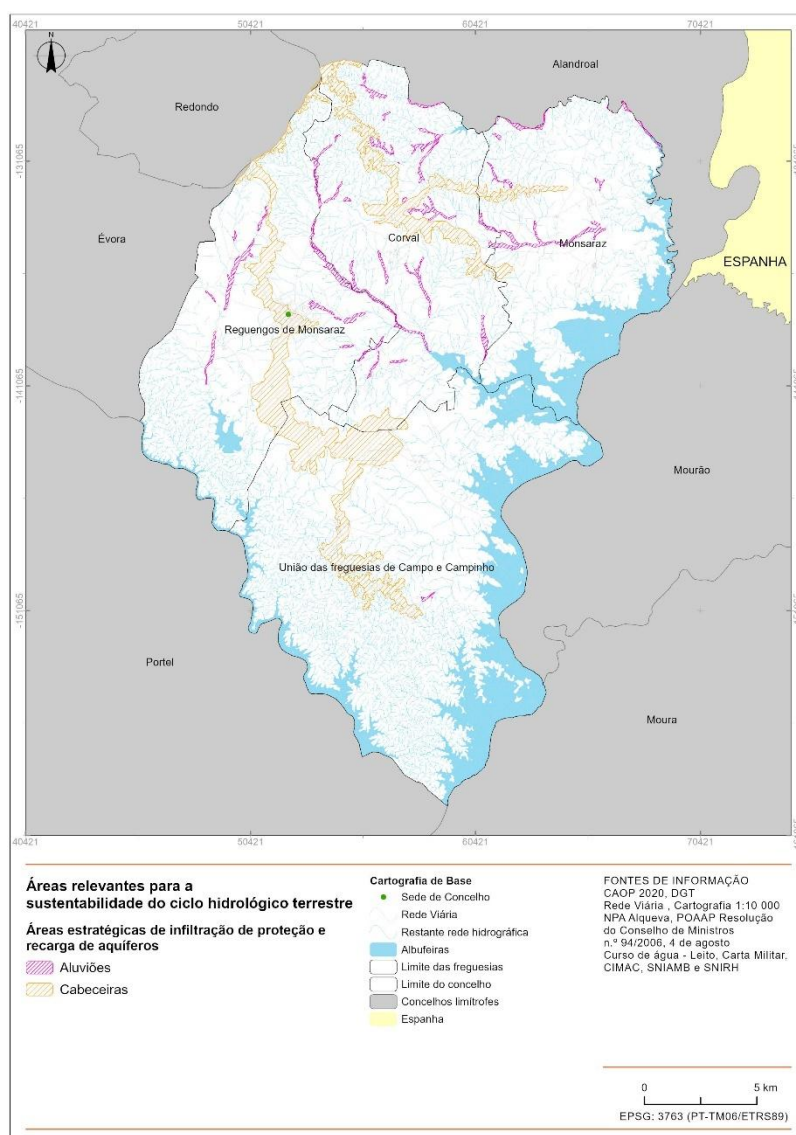 40421 50421 60421 70421
N
Alandroal
Redondo
-131065
Évora
Corval
Monsaraz
ESPANHA
Reguengos de Monsaraz
-141065
Mourão
União das freguesias de Campo e Campinho
-151065
Portel
Moura
40421 50421 60421 70421
Áreas relevantes para a
sustentabilidade do ciclo hidrológico terrestre
Áreas estratégicas de infiltração de proteção e
recarga de aquíferos
Aluviões
Cabeceiras
Cartografia de Base
Sede de Concelho
Rede Viária
Restante rede hidrográfica
Albufeiras
Limite das freguesias
Limite do concelho
Concelhos limítrofes
Espanha
FONTES DE INFORMAÇÃO
CAOP 2020, DGT
Rede Viária , Cartografia 1:10 000
NPA Alqueva, POAAP Resolução
do Conselho de Ministros
n.º 94/2006, 4 de agosto
Curso de água - Leito, Carta Militar,
CIMAC, SNIAMB e SNIRH
0 5 km
EPSG: 3763 (PT-TM06/ETRS89)